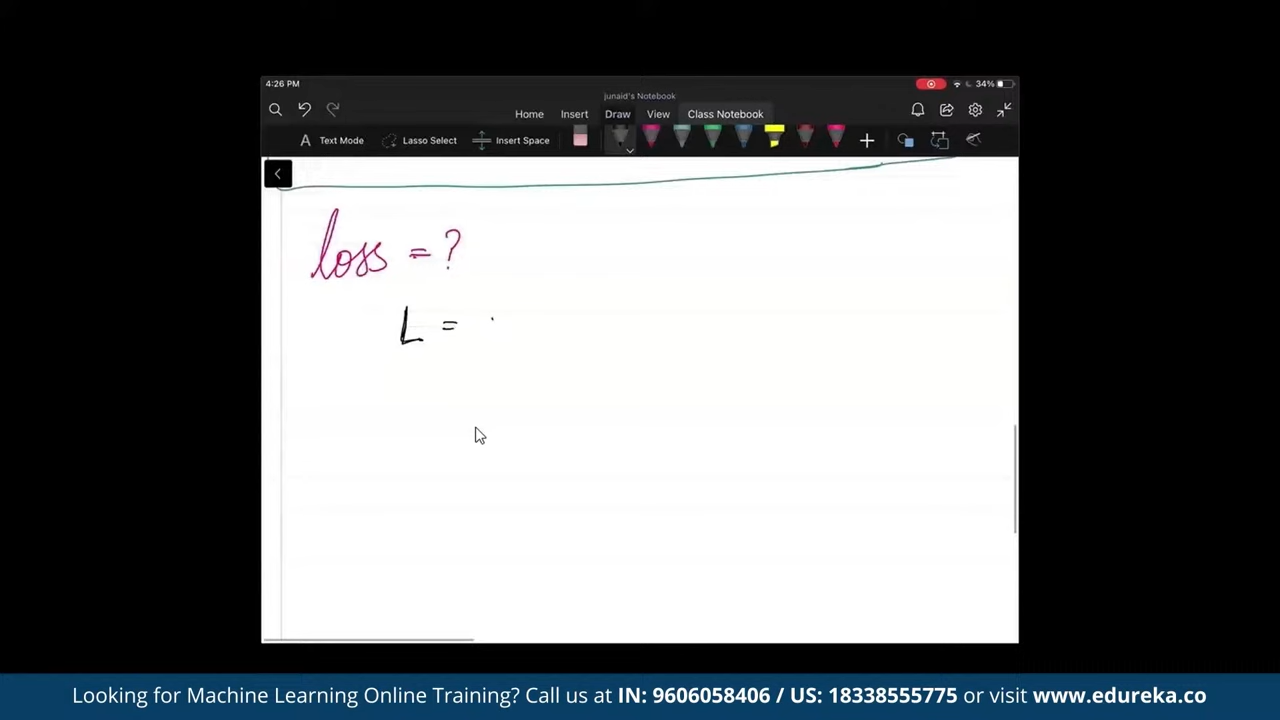 4:26 PM
34%
junaid's Notebook
Home Insert Draw View Class Notebook
A Text Mode Lasso Select Insert Space
loss = ?
L =
Looking for Machine Learning Online Training? Call us at IN: 9606058406 / US: 18338555775 or visit www.edureka.co